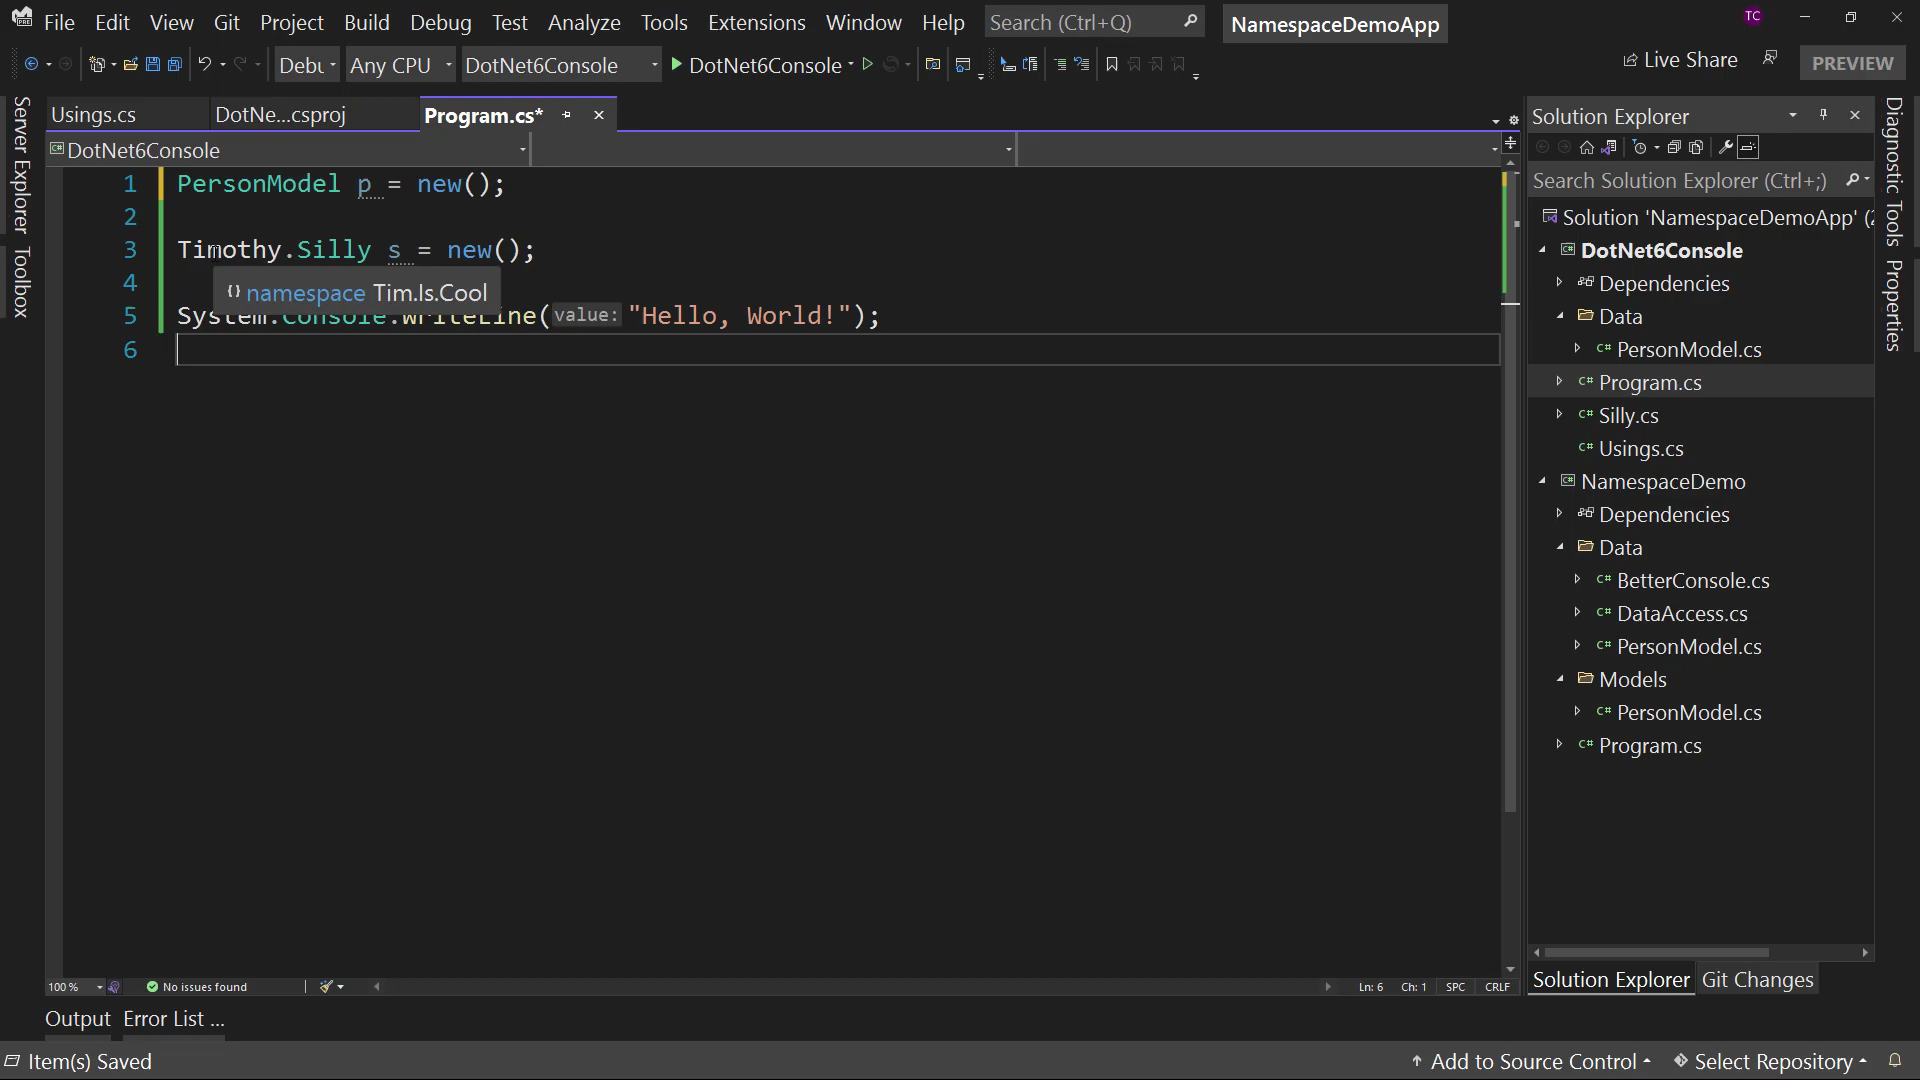 File Edit View Git Project Build Debug Test Analyze Tools Extensions Window Help Search (Ctrl+Q) NamespaceDemoApp TC
Debu Any CPU DotNet6Console DotNet6Console Live Share PREVIEW
Server Explorer
Toolbox
Usings.cs DotNe...csproj Program.cs*
DotNet6Console
1 PersonModel p = new();
2
3 Timothy.Silly s = new();
4
namespace Tim.Is.Cool
5 System.Console.WriteLine(value: "Hello, World!");
6
100 % No issues found Ln: 6 Ch: 1 SPC CRLF
Solution Explorer
Search Solution Explorer (Ctrl+;)
Solution 'NamespaceDemoApp' (2
DotNet6Console
Dependencies
Data
C# PersonModel.cs
C# Program.cs
C# Silly.cs
C# Usings.cs
NamespaceDemo
Dependencies
Data
C# BetterConsole.cs
C# DataAccess.cs
C# PersonModel.cs
Models
C# PersonModel.cs
C# Program.cs
Solution Explorer Git Changes
Diagnostic Tools
Properties
Output Error List ...
Item(s) Saved Add to Source Control Select Repository